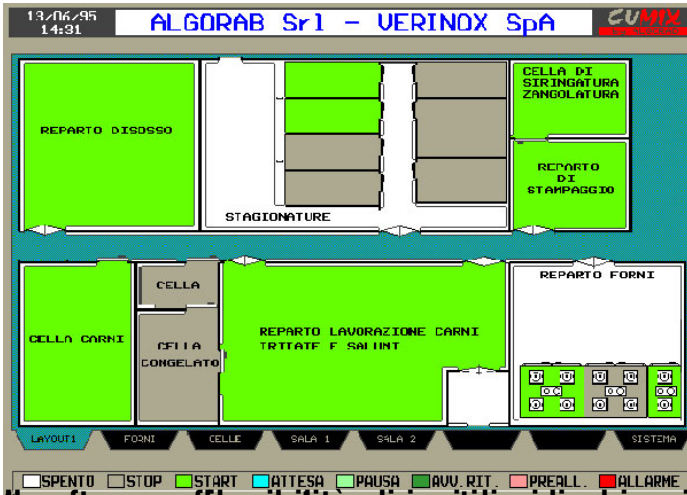 13/06/95
14:31
ALGORAB Srl - VERINOX SpA
CUMIX
REPARTO DISOSSO
CELLA DI
SIRINGATURA
ZANGOLATURA
REPARTO
DI
STAMPAGGIO
STAGIONATURE
CELLA
REPARTO FORNI
CELLA CARNI
CELLA
CONGELATO
REPARTO LAVORAZIONE CARNI
TRITATE E SALUMI
LAYOUT1
FORNI
CELLE
SALA 1
SALA 2
SISTEMA
SPENTO STOP START ATTESA PAUSA AVV.RIT. PREALL. ALLARME